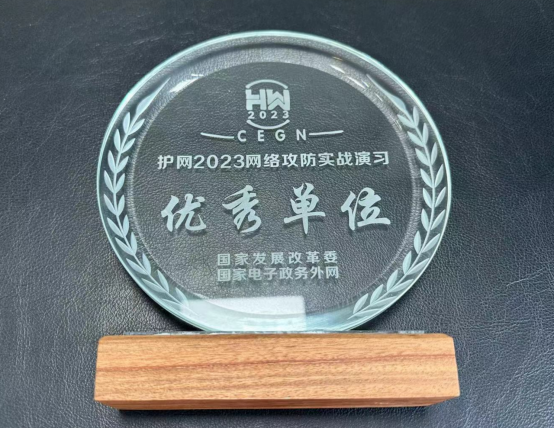 HW
2023
CEGN
护网2023网络攻防实战演习
优秀单位
国家发展改革委
国家电子政务外网